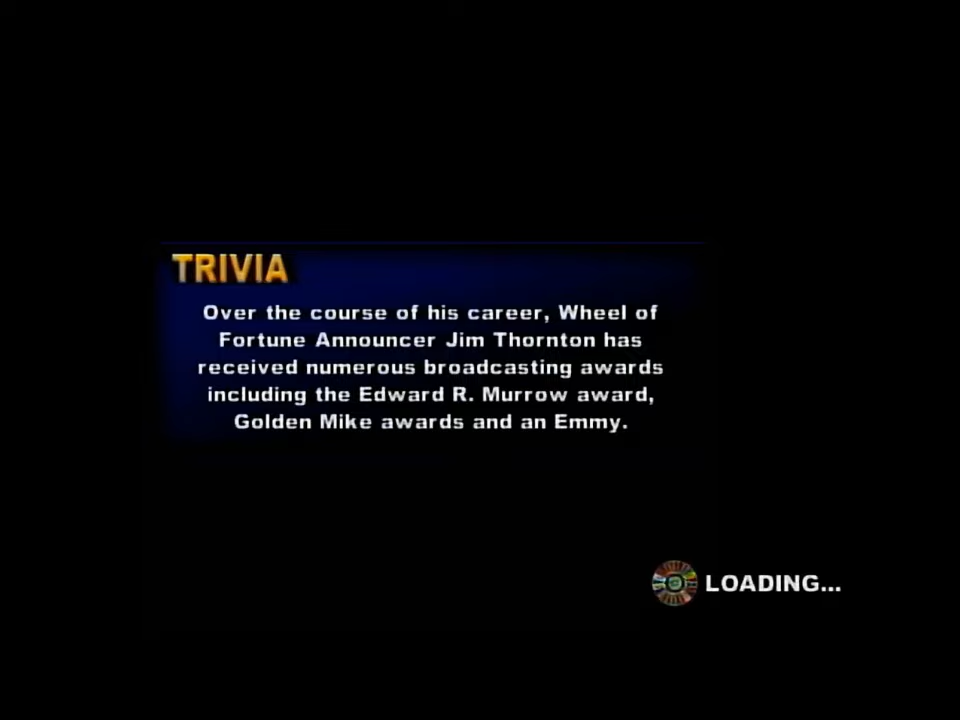 TRIVIA
Over the course of his career, Wheel of
Fortune Announcer Jim Thornton has
received numerous broadcasting awards
including the Edward R. Murrow award,
Golden Mike awards and an Emmy.
LOADING...